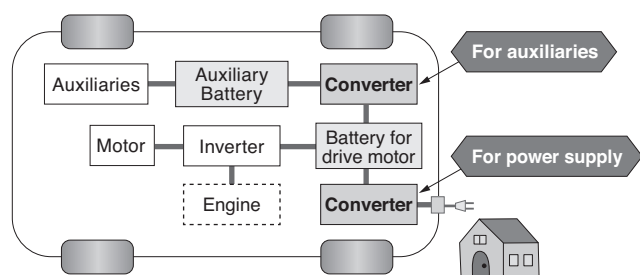 For auxiliaries
Auxiliaries
Auxiliary
Battery
Converter
Motor
Inverter
Battery for
drive motor
For power supply
Engine
Converter